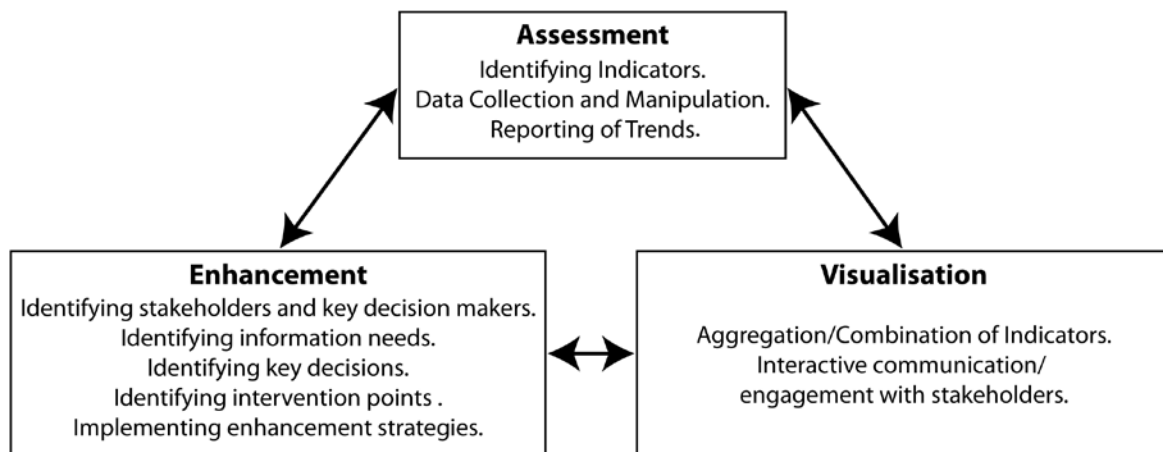 Assessment
Identifying Indicators.
Data Collection and Manipulation.
Reporting of Trends.
Enhancement
Identifying stakeholders and key decision makers.
Identifying information needs.
Identifying key decisions.
Identifying intervention points .
Implementing enhancement strategies.
Visualisation
Aggregation/Combination of Indicators.
Interactive communication/
engagement with stakeholders.